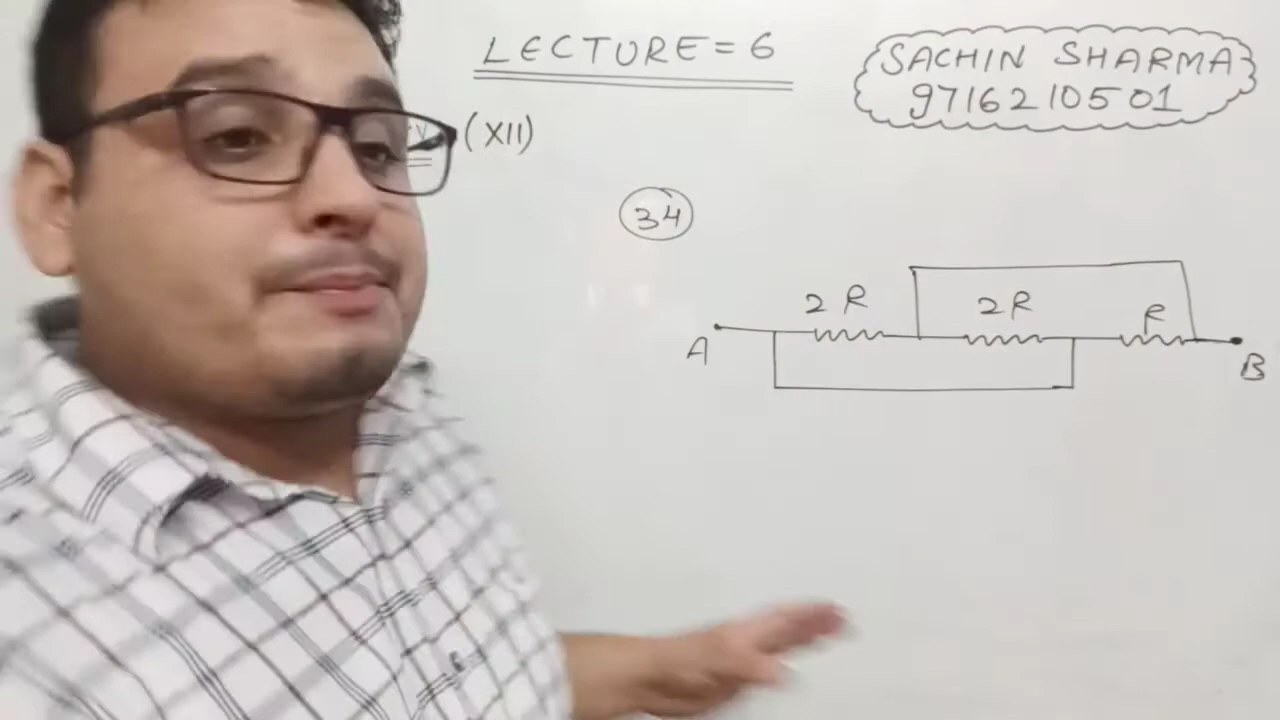 LECTURE = 6
SACHIN SHARMA
9716210501
(XII)
34
2R
2R
R
A
B